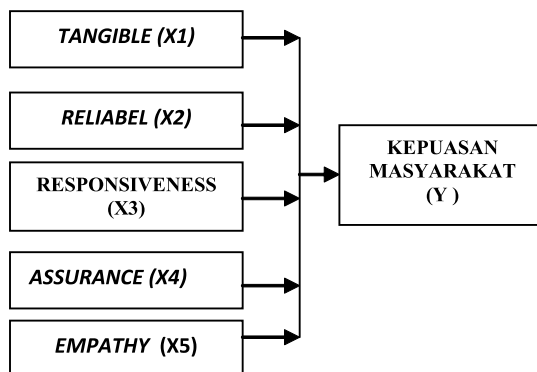 TANGIBLE (X1)
RELIABEL (X2)
RESPONSIVENESS
(X3)
ASSURANCE (X4)
EMPATHY (X5)
KEPUASAN
MASYARAKAT
(Y )